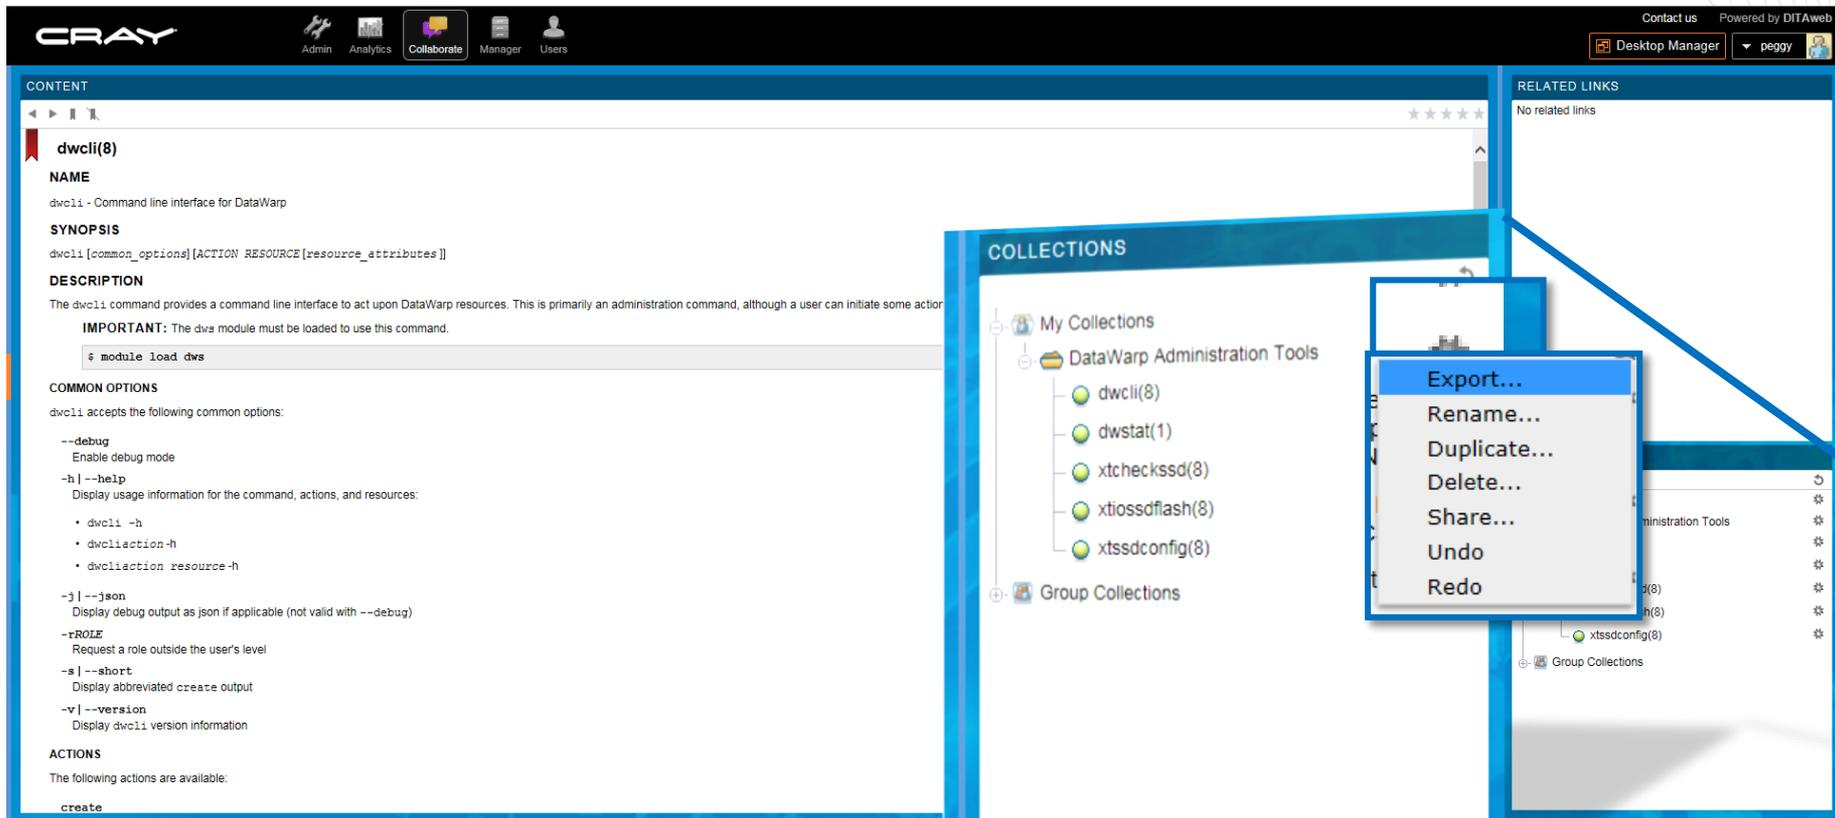 CRAY
Admin
Analytics
Collaborate
Manager
Users
Contact us
Powered by DITAweb
Desktop Manager
peggy
CONTENT
dwcli(8)
NAME
dwcli - Command line interface for DataWarp
SYNOPSIS
dwcli [common_options] [ACTION RESOURCE [resource_attributes ]]
DESCRIPTION
The dwcli command provides a command line interface to act upon DataWarp resources. This is primarily an administration command, although a user can initiate some action
IMPORTANT: The dws module must be loaded to use this command.
$ module load dws
COMMON OPTIONS
dwcli accepts the following common options:
--debug
Enable debug mode
-h | --help
Display usage information for the command, actions, and resources:
• dwcli -h
• dwcliaction -h
• dwcliaction resource -h
-j | --json
Display debug output as json if applicable (not valid with --debug)
-rROLE
Request a role outside the user's level
-s | --short
Display abbreviated create output
-v | --version
Display dwcli version information
ACTIONS
The following actions are available:
create
COLLECTIONS
My Collections
DataWarp Administration Tools
dwcli(8)
dwstat(1)
xtcheckssd(8)
xtiossdflash(8)
xtssdconfig(8)
Group Collections
Export...
Rename...
Duplicate...
Delete...
Share...
Undo
Redo
RELATED LINKS
No related links
ministration Tools
d(8)
h(8)
xtssdconfig(8)
Group Collections